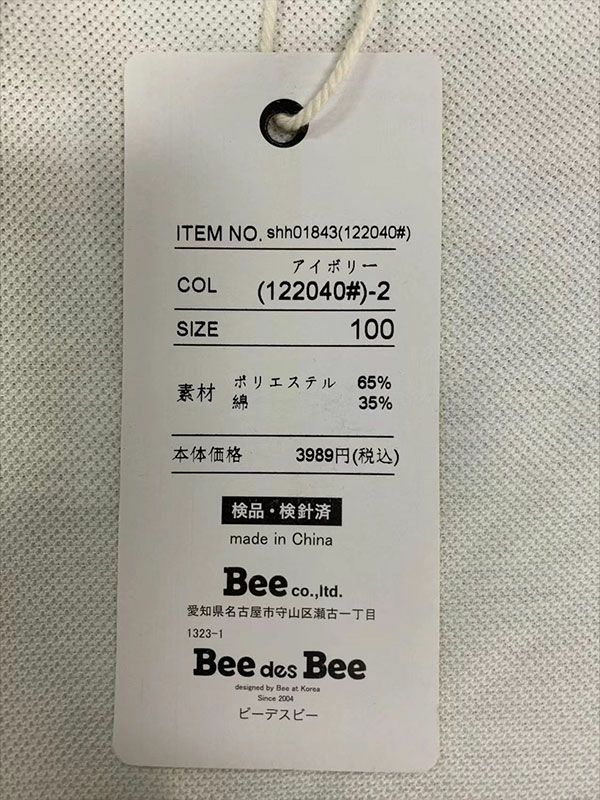 ITEM NO. shh01843(122040#)
アイボリー
COL (122040#)-2
SIZE 100
素材 ポリエステル 65%
綿 35%
本体価格 3989円(税込)
検品・検針済
made in China
Bee co.,ltd.
愛知県名古屋市守山区瀬古一丁目
1323-1
Bee des Bee
designed by Bee at Korea
Since 2004
ビーデスビー